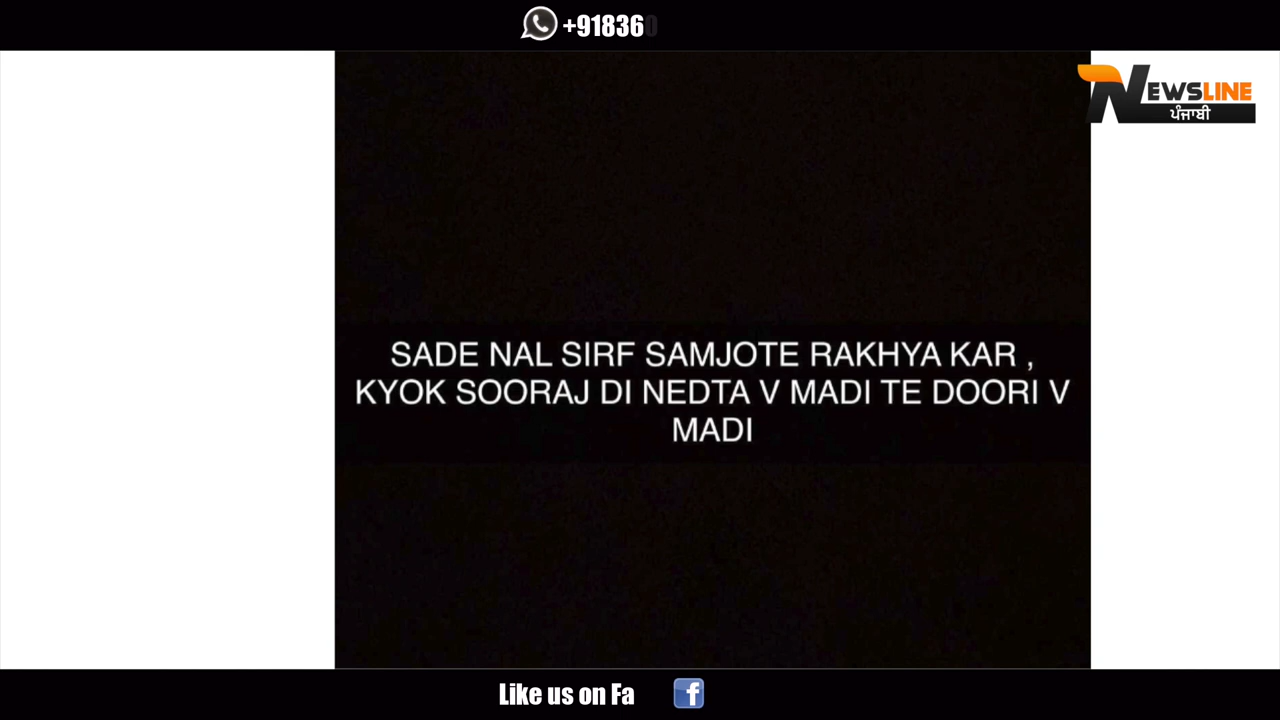 +91836
NEWSLINE
ਪੰਜਾਬੀ
SADE NAL SIRF SAMJOTE RAKHYA KAR ,
KYOK SOORAJ DI NEDTA V MADI TE DOORI V
MADI
Like us on Fa